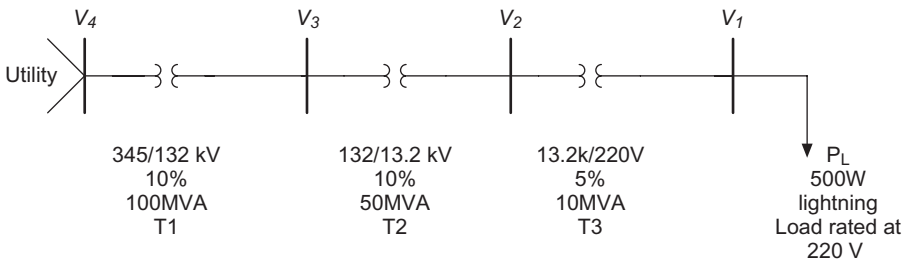 V4
V3
V2
V1
Utility
345/132 kV
10%
100MVA
T1
132/13.2 kV
10%
50MVA
T2
13.2k/220V
5%
10MVA
T3
PL
500W
lightning
Load rated at
220 V